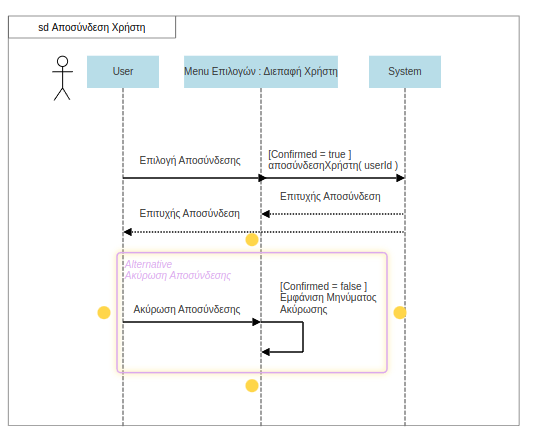 sd Αποσύνδεση Χρήστη
User
Menu Επιλογών : Διεπαφή Χρήστη
System
Επιλογή Αποσύνδεσης
[Confirmed = true ]
αποσύνδεσηΧρήστη( userId )
Επιτυχής Αποσύνδεση
Επιτυχής Αποσύνδεση
Alternative
Ακύρωση Αποσύνδεσης
Ακύρωση Αποσύνδεσης
[Confirmed = false ]
Εμφάνιση Μηνύματος
Ακύρωσης